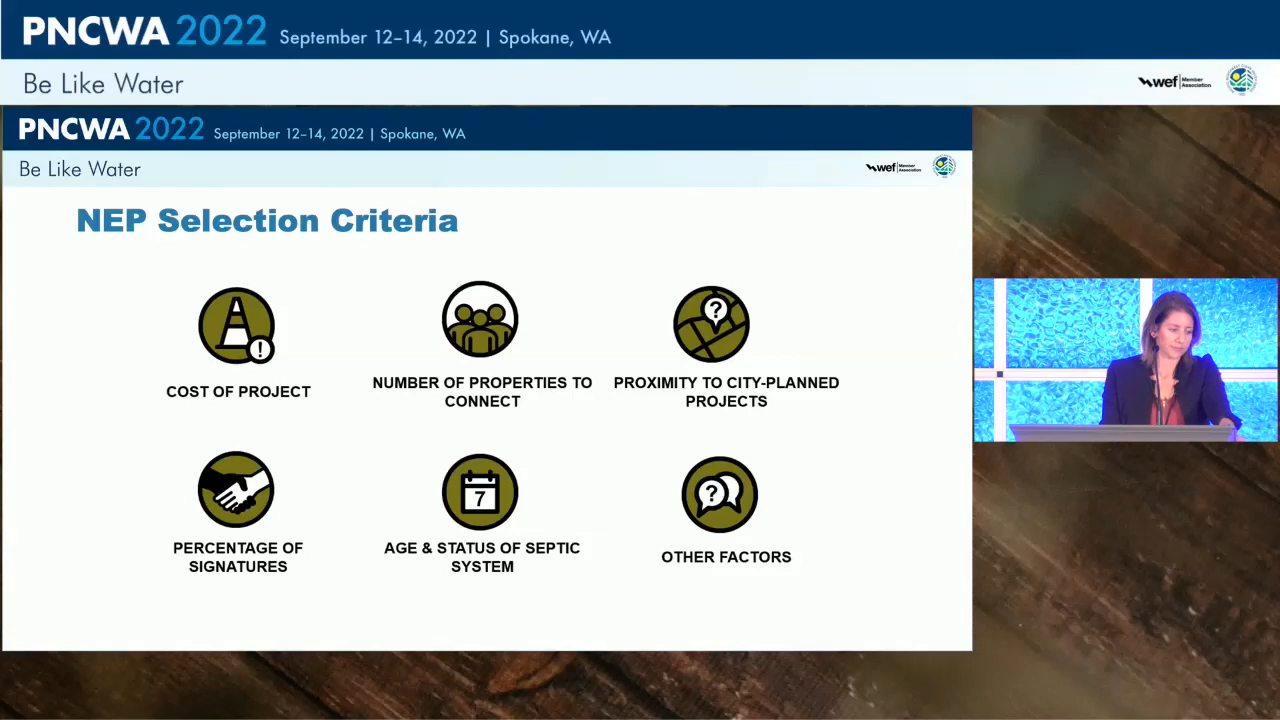 PNCWA 2022 September 12–14, 2022 | Spokane, WA
Be Like Water
wef Member Association
PNCWA 2022 September 12–14, 2022 | Spokane, WA
Be Like Water
wef Member Association
NEP Selection Criteria
!
?
COST OF PROJECT
NUMBER OF PROPERTIES TO
CONNECT
PROXIMITY TO CITY-PLANNED
PROJECTS
7
?
PERCENTAGE OF
SIGNATURES
AGE & STATUS OF SEPTIC
SYSTEM
OTHER FACTORS